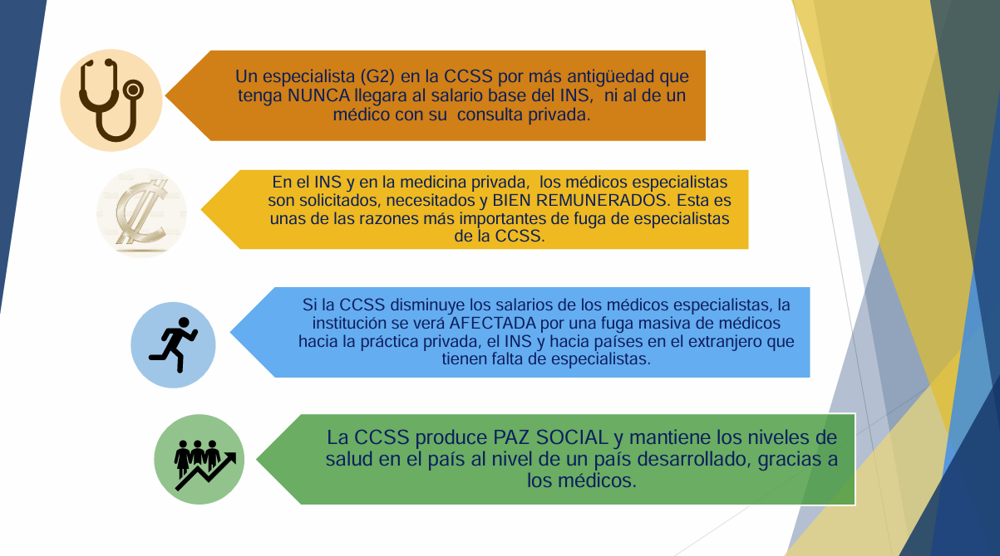 Un especialista (G2) en la CCSS por más antigüedad que
tenga NUNCA llegara al salario base del INS,  ni al de un
médico con su  consulta privada.
En el INS y en la medicina privada,  los médicos especialistas
son solicitados, necesitados y BIEN REMUNERADOS. Esta es
unas de las razones más importantes de fuga de especialistas
de la CCSS.
Si la CCSS disminuye los salarios de los médicos especialistas, la
institución se verá AFECTADA por una fuga masiva de médicos
hacia la práctica privada, el INS y hacia países en el extranjero que
tienen falta de especialistas.
La CCSS produce PAZ SOCIAL y mantiene los niveles de
salud en el país al nivel de un país desarrollado, gracias a
los médicos.